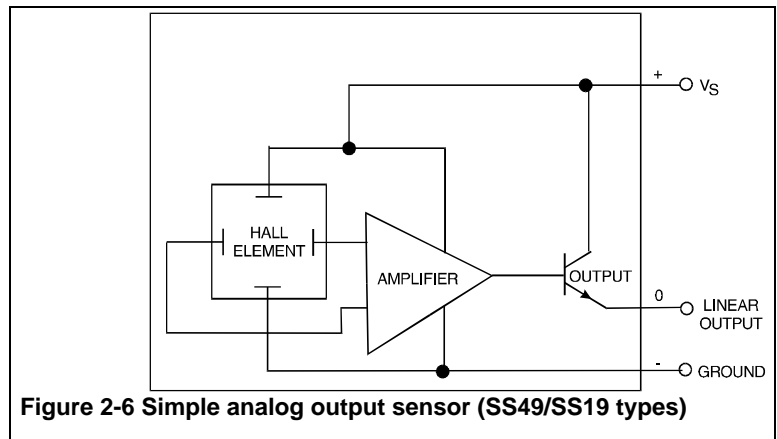 + VS
HALL
ELEMENT
AMPLIFIER
OUTPUT
0 LINEAR
OUTPUT
- GROUND
Figure 2-6 Simple analog output sensor (SS49/SS19 types)